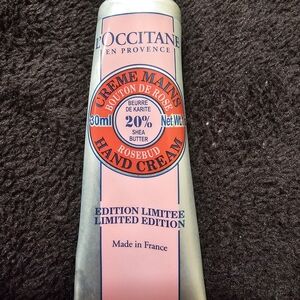 L'OCCITANE
EN PROVENCE
CREME MAINS
BOUTON DE ROSE
BEURRE
DE KARITE
30ml 20% Net.Wt.
SHEA
BUTTER
ROSEBUD
HAND CREAM
EDITION LIMITEE
LIMITED EDITION
Made in France